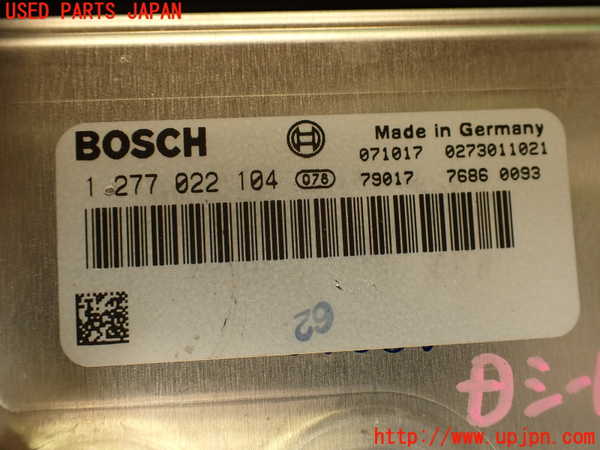 USED PARTS JAPAN
BOSCH
Made in Germany
071017 0273011021
1 277 022 104 078 79017 7686 0093
62
http://www.upjpn.com/